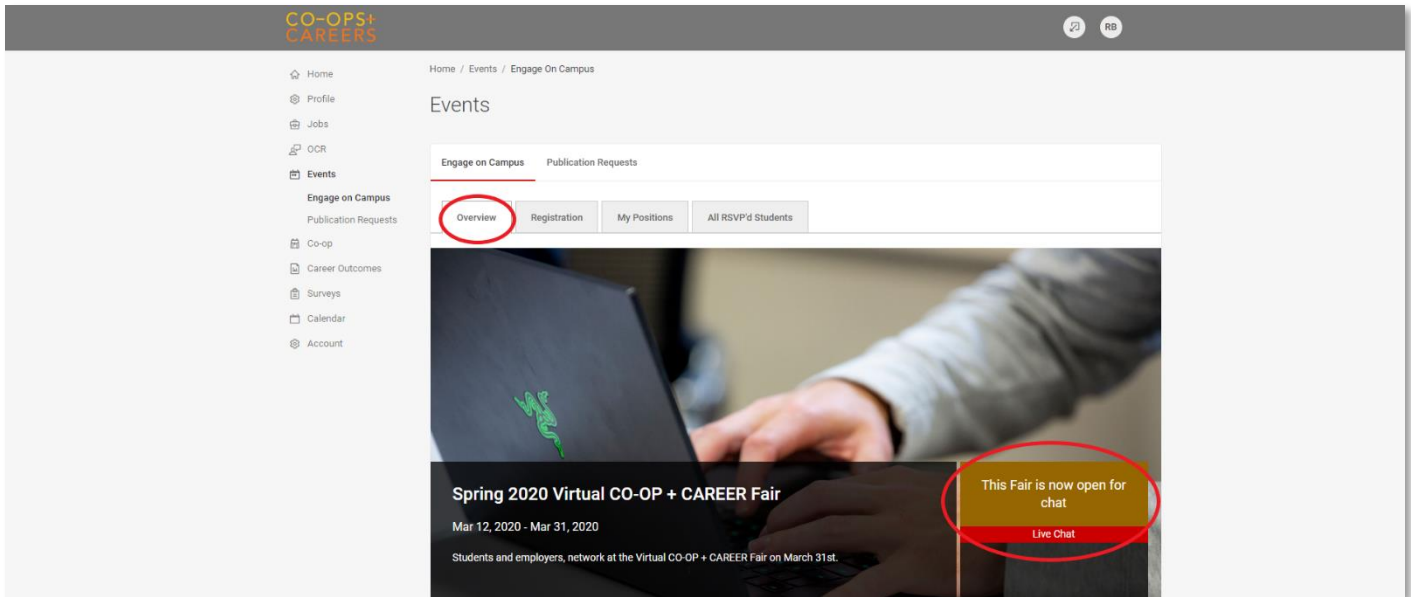 CO-OPS+
CAREERS
RB
Home
Profile
Jobs
OCR
Events
Engage on Campus
Publication Requests
Co-op
Career Outcomes
Surveys
Calendar
Account
Home / Events / Engage On Campus
Events
Engage on Campus Publication Requests
Overview Registration My Positions All RSVP'd Students
Spring 2020 Virtual CO-OP + CAREER Fair
Mar 12, 2020 - Mar 31, 2020
Students and employers, network at the Virtual CO-OP + CAREER Fair on March 31st.
This Fair is now open for
chat
Live Chat